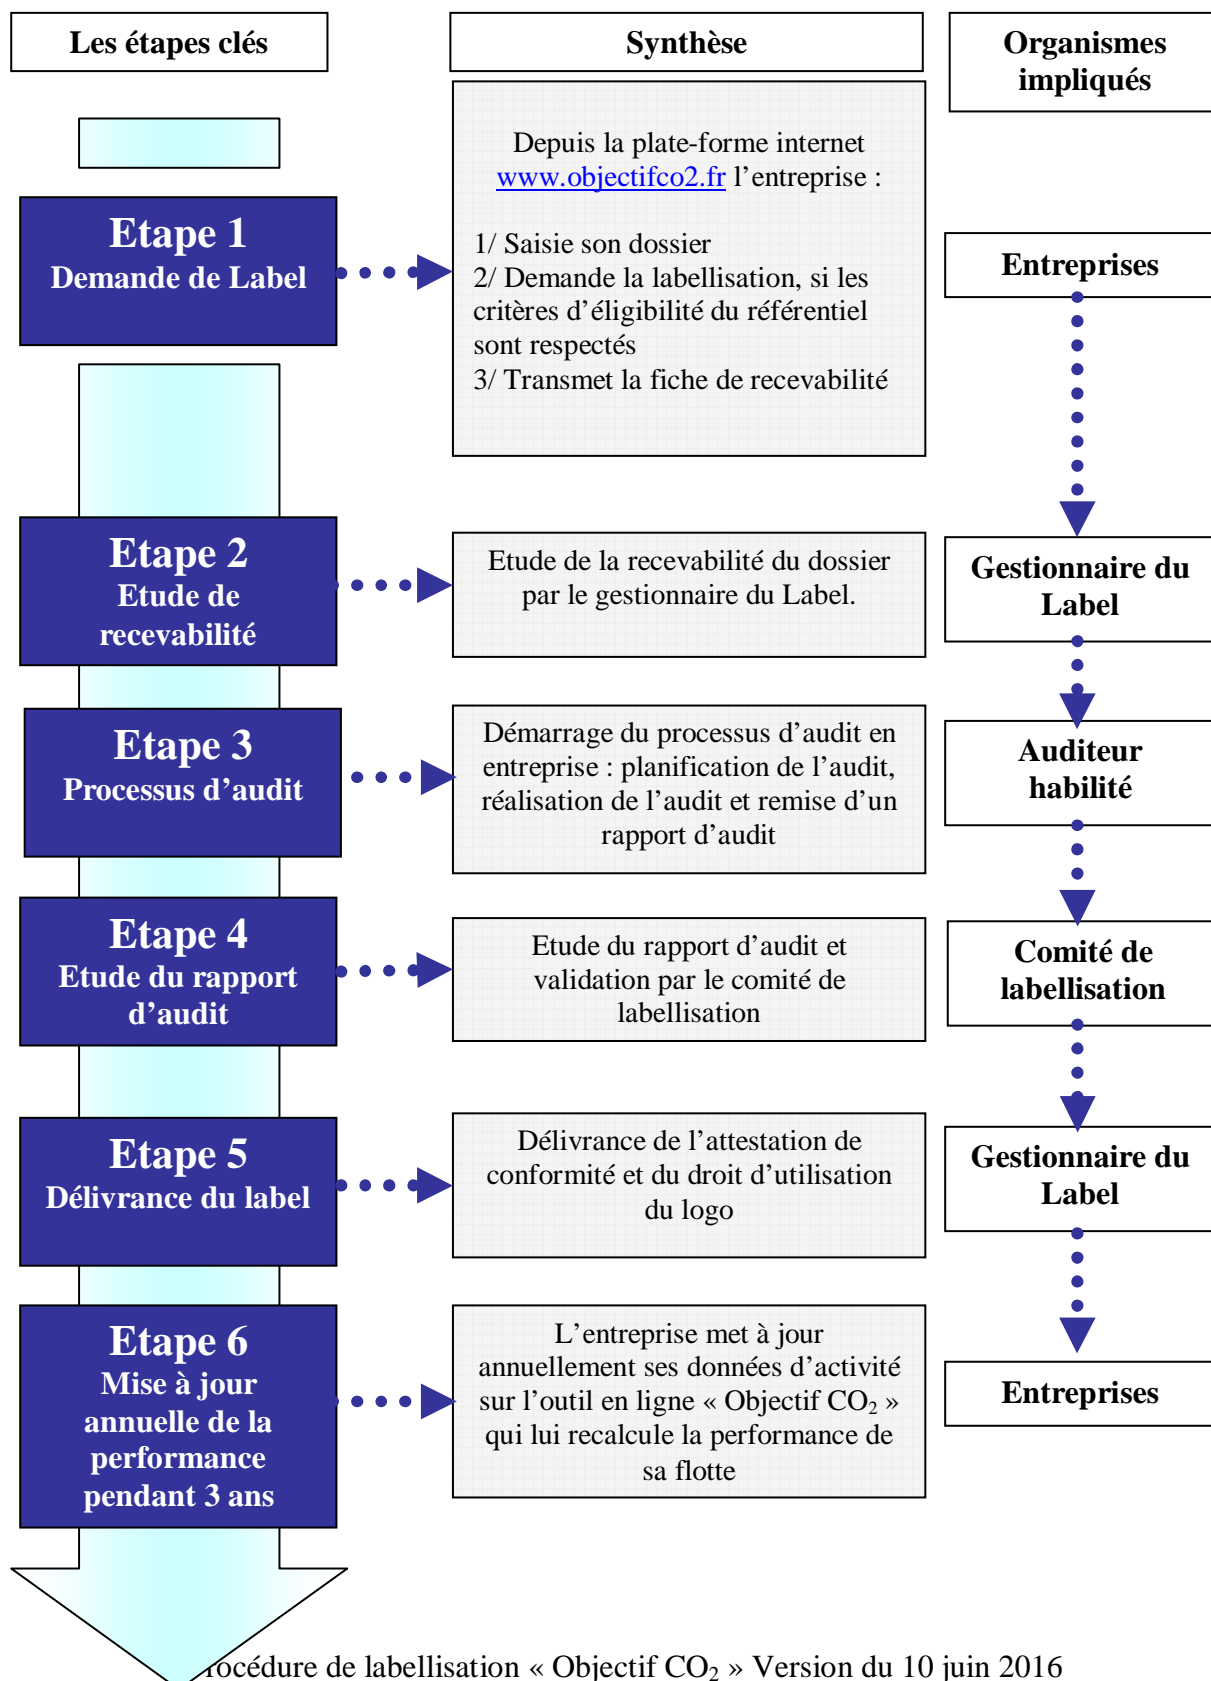 Les étapes clés
Synthèse
Organismes
impliqués
Etape 1
Demande de Label
Depuis la plate-forme internet
www.objectifco2.fr l’entreprise :
1/ Saisie son dossier
2/ Demande la labellisation, si les
critères d’éligibilité du référentiel
sont respectés
3/ Transmet la fiche de recevabilité
Entreprises
Etape 2
Etude de
recevabilité
Etude de la recevabilité du dossier
par le gestionnaire du Label.
Gestionnaire du
Label
Etape 3
Processus d’audit
Démarrage du processus d’audit en
entreprise : planification de l’audit,
réalisation de l’audit et remise d’un
rapport d’audit
Auditeur
habilité
Etape 4
Etude du rapport
d’audit
Etude du rapport d’audit et
validation par le comité de
labellisation
Comité de
labellisation
Etape 5
Délivrance du label
Délivrance de l’attestation de
conformité et du droit d’utilisation
du logo
Gestionnaire du
Label
Etape 6
Mise à jour
annuelle de la
performance
pendant 3 ans
L’entreprise met à jour
annuellement ses données d’activité
sur l’outil en ligne « Objectif CO₂ »
qui lui recalcule la performance de
sa flotte
Entreprises
rocédure de labellisation « Objectif CO₂ » Version du 10 juin 2016